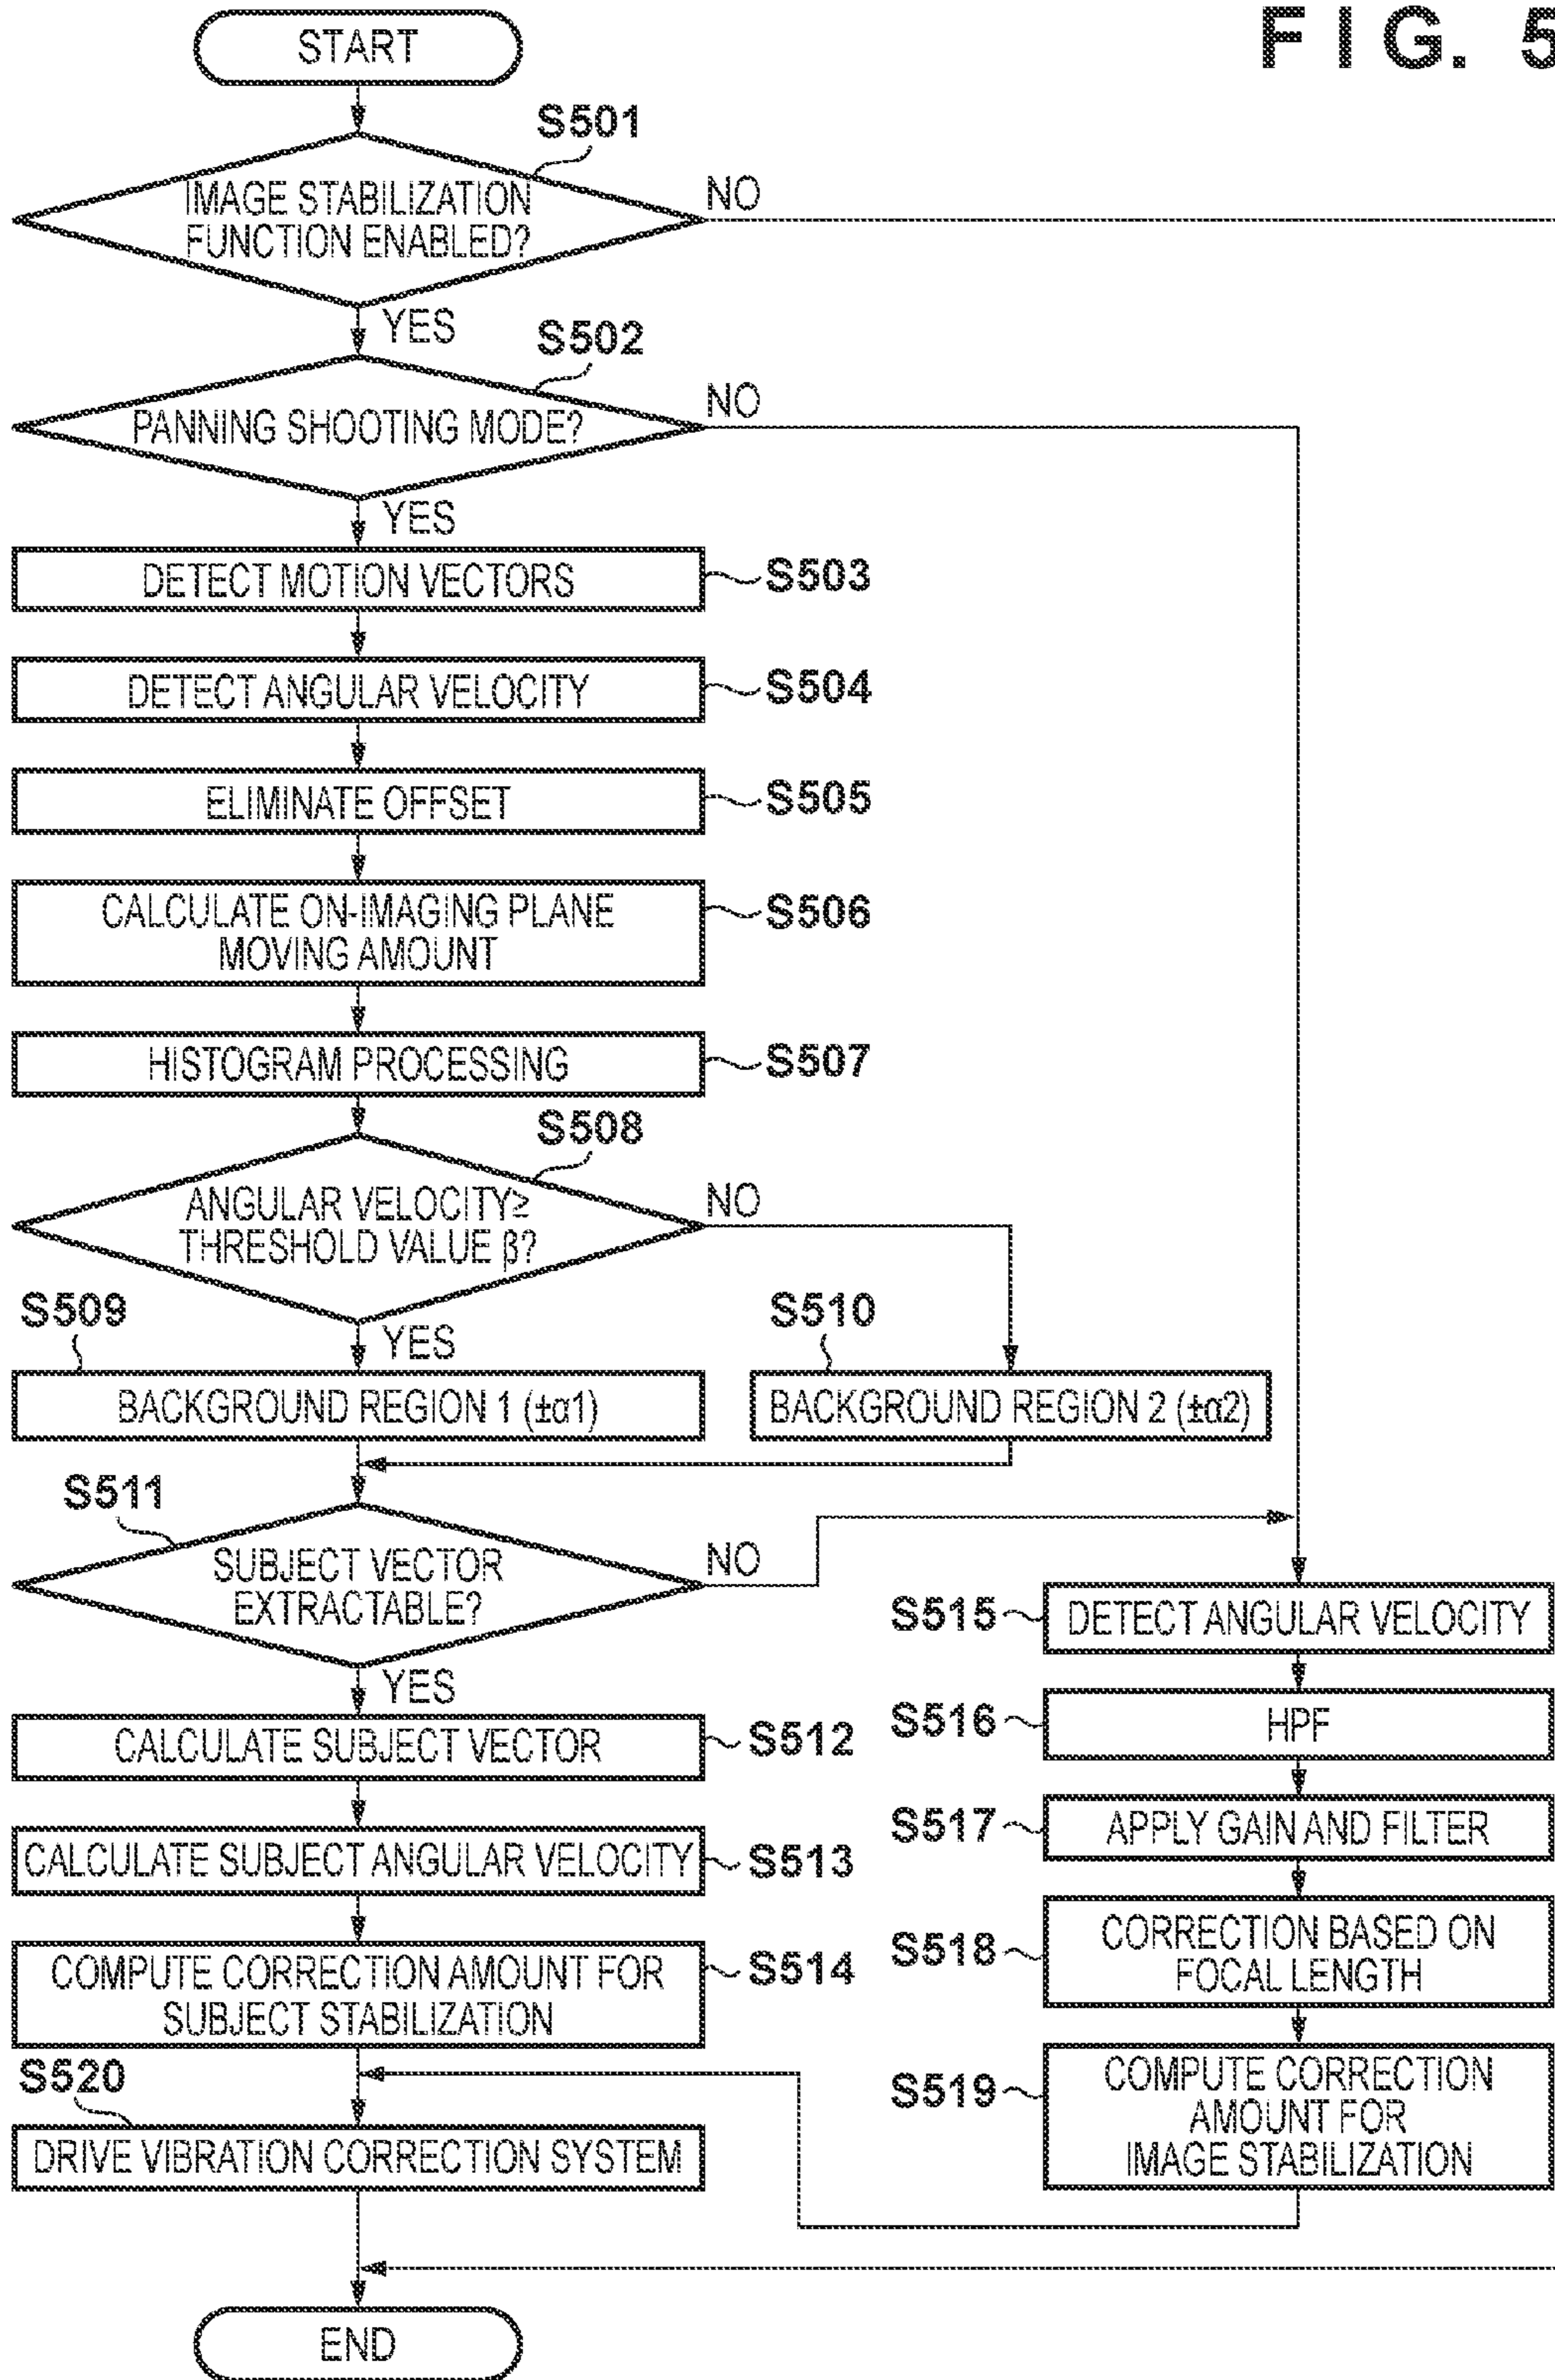 FIG. 5
START
S501
IMAGE STABILIZATION
FUNCTION ENABLED?
NO
YES
S502
PANNING SHOOTING MODE?
NO
YES
DETECT MOTION VECTORS
S503
DETECT ANGULAR VELOCITY
S504
ELIMINATE OFFSET
S505
CALCULATE ON-IMAGING PLANE
MOVING AMOUNT
S506
HISTOGRAM PROCESSING
S507
S508
ANGULAR VELOCITY≥
THRESHOLD VALUE β?
NO
YES
S509
BACKGROUND REGION 1 (±α1)
S510
BACKGROUND REGION 2 (±α2)
S511
SUBJECT VECTOR
EXTRACTABLE?
NO
YES
CALCULATE SUBJECT VECTOR
S512
CALCULATE SUBJECT ANGULAR VELOCITY
S513
COMPUTE CORRECTION AMOUNT FOR
SUBJECT STABILIZATION
S514
S515
DETECT ANGULAR VELOCITY
S516
HPF
S517
APPLY GAIN AND FILTER
S518
CORRECTION BASED ON
FOCAL LENGTH
S519
COMPUTE CORRECTION
AMOUNT FOR
IMAGE STABILIZATION
S520
DRIVE VIBRATION CORRECTION SYSTEM
END